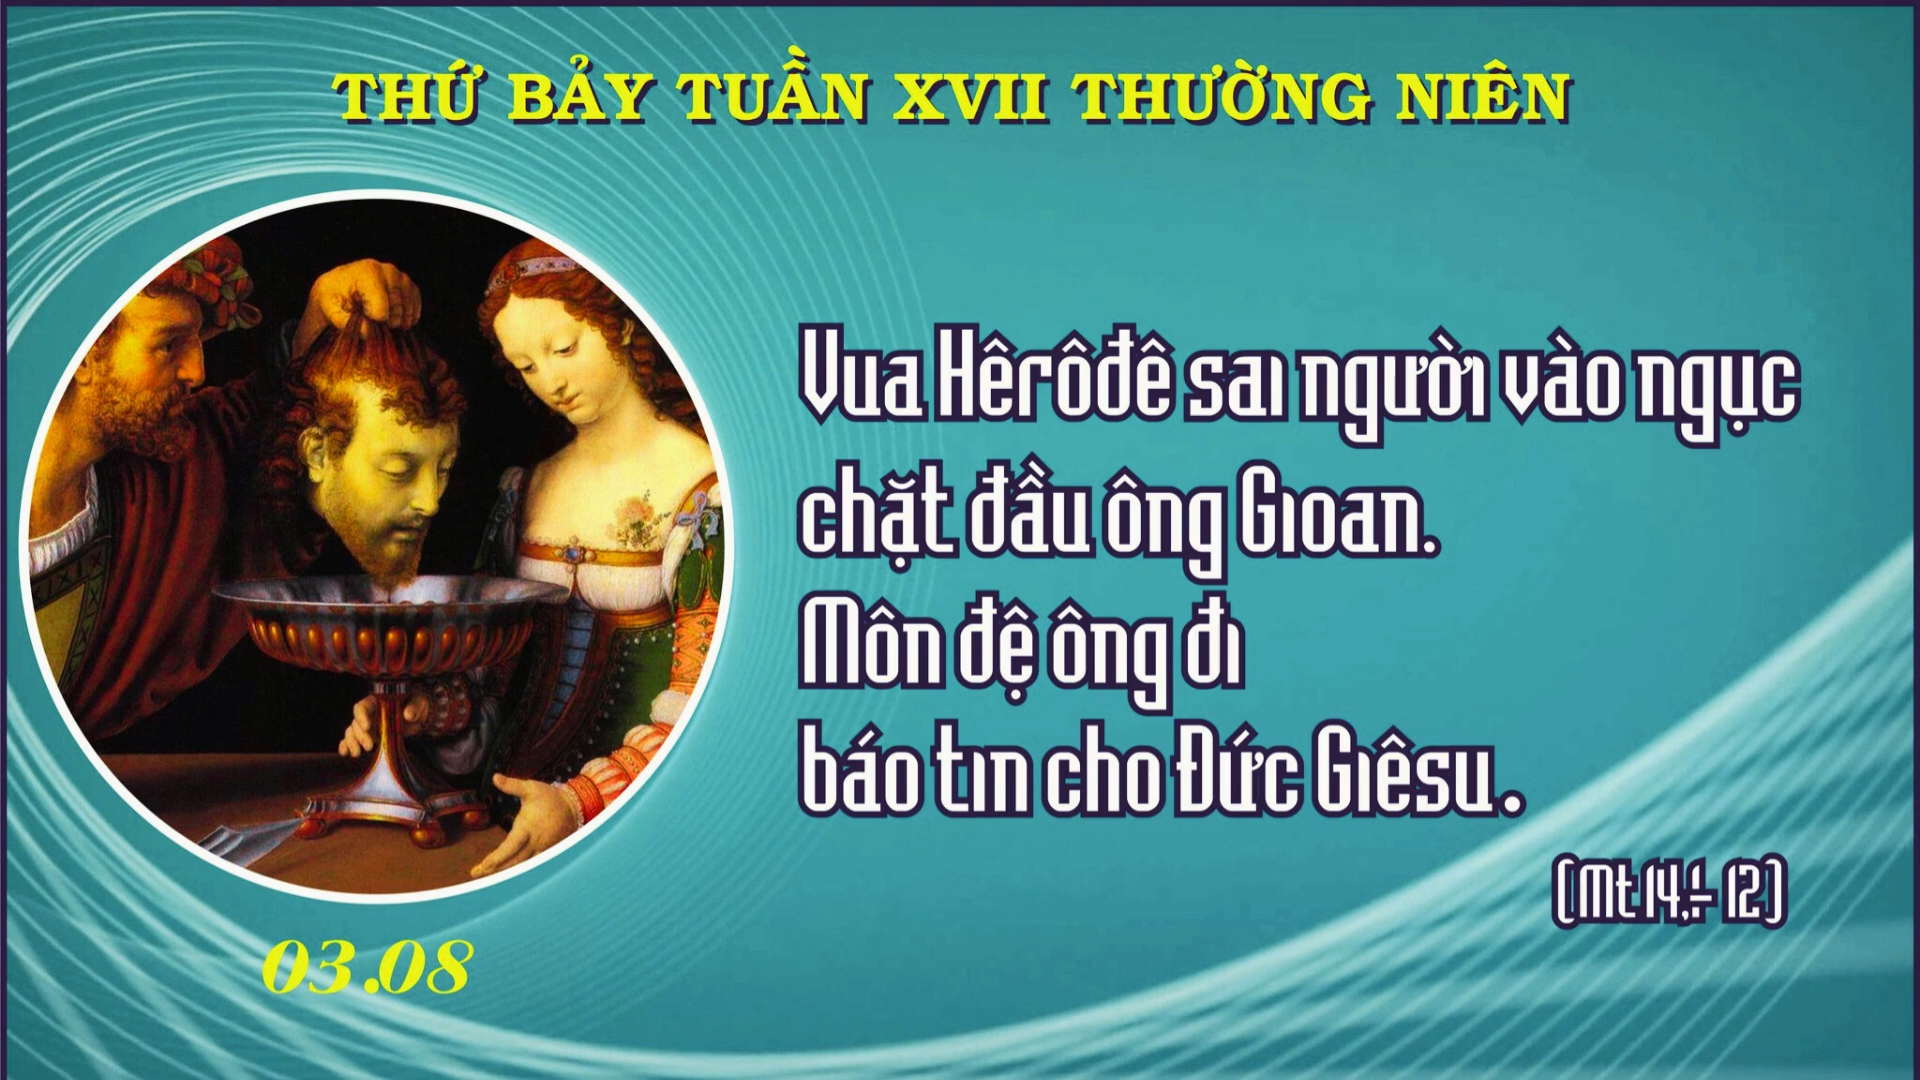 THỨ BẢY TUẦN XVII THƯỜNG NIÊN
Vua Hêrôđê sai người vào ngục
chặt đầu ông Gioan.
Môn đệ ông đi
báo tin cho Đức Giêsu.
(Mt 14,1- 12)
03.08